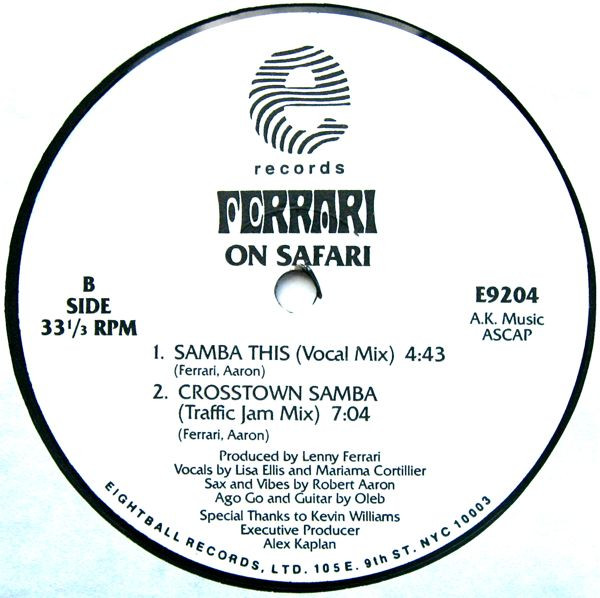 e
records
FERRARI
ON SAFARI
B
SIDE
33 1/3 RPM
E9204
A.K. Music
ASCAP
1. SAMBA THIS (Vocal Mix) 4:43
(Ferrari, Aaron)
2. CROSSTOWN SAMBA
(Traffic Jam Mix) 7:04
(Ferrari, Aaron)
Produced by Lenny Ferrari
Vocals by Lisa Ellis and Mariama Cortillier
Sax and Vibes by Robert Aaron
Ago Go and Guitar by Oleb
Special Thanks to Kevin Williams
Executive Producer
Alex Kaplan
EIGHTBALL RECORDS, LTD. 105 E. 9th ST. NYC 10003